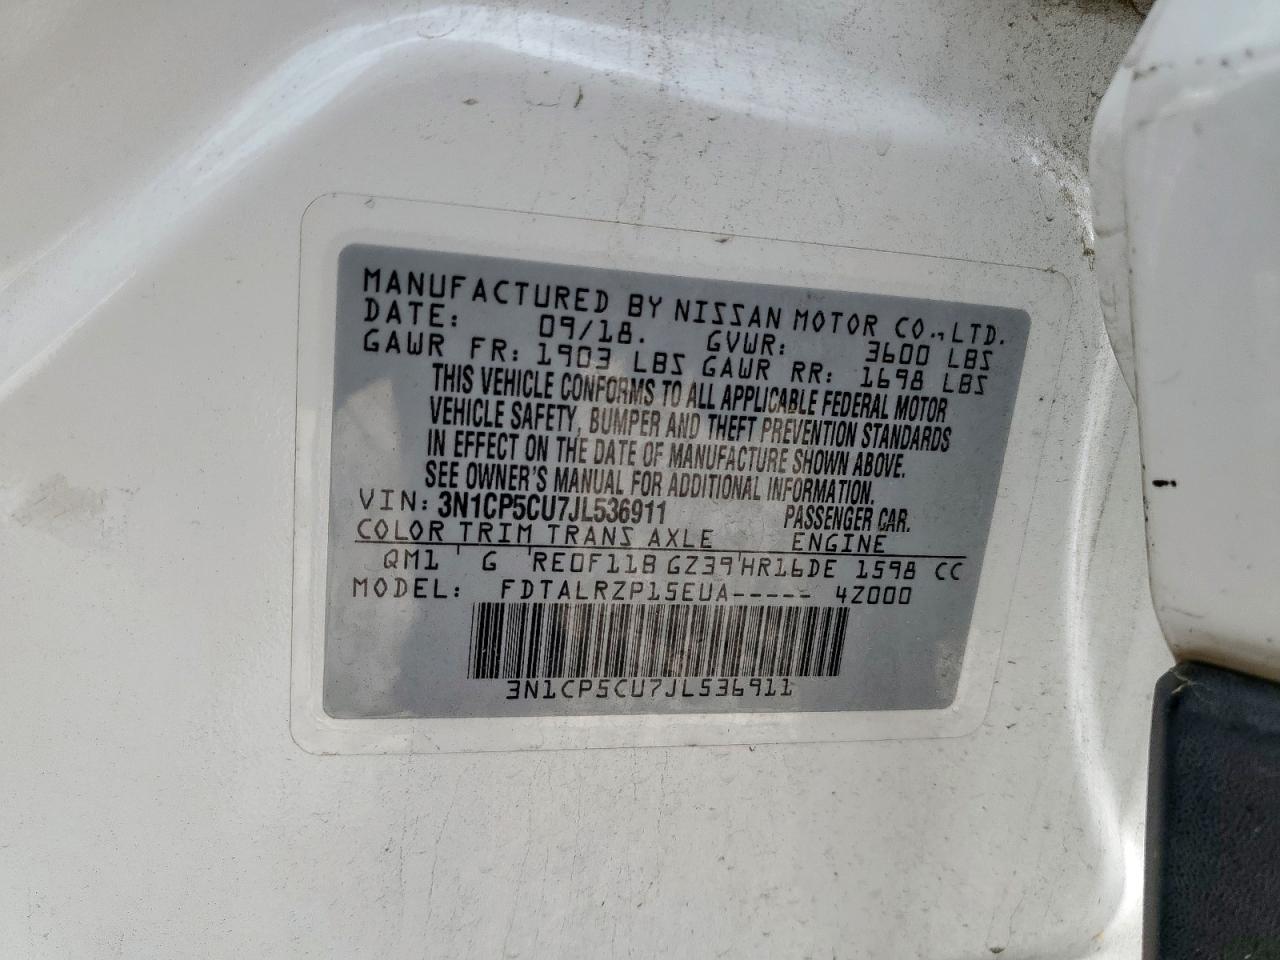 MANUFACTURED BY NISSAN MOTOR CO.,LTD.
DATE: 09/18. GVWR: 3600 LBS
GAWR FR: 1903 LBS GAWR RR: 1698 LBS
THIS VEHICLE CONFORMS TO ALL APPLICABLE FEDERAL MOTOR
VEHICLE SAFETY, BUMPER AND THEFT PREVENTION STANDARDS
IN EFFECT ON THE DATE OF MANUFACTURE SHOWN ABOVE.
SEE OWNER'S MANUAL FOR ADDITIONAL INFORMATION.
VIN: 3N1CP5CU7JL536911 PASSENGER CAR.
COLOR TRIM TRANS AXLE ENGINE
QM1 ' G ' RE0F11B GZ39'HR16DE 1598 CC
MODEL: FDTALRZP15EUA----- 4Z000
3N1CP5CU7JL536911